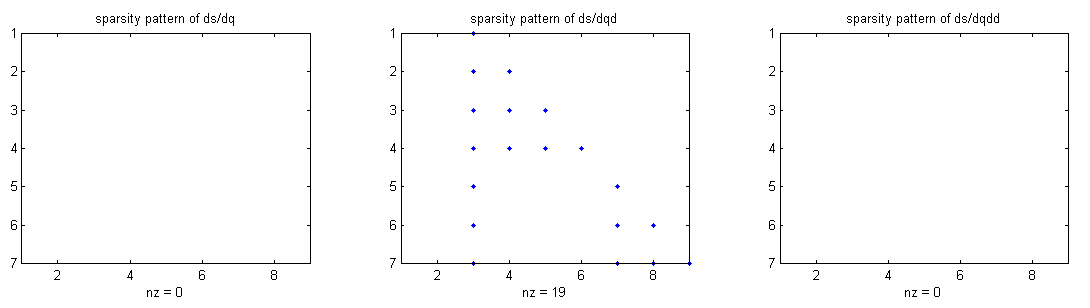 sparsity pattern of ds/dq
1
2
3
4
5
6
7
2 4 6 8
nz = 0
sparsity pattern of ds/dqd
1
2
3
4
5
6
7
2 4 6 8
nz = 19
sparsity pattern of ds/dqdd
1
2
3
4
5
6
7
2 4 6 8
nz = 0